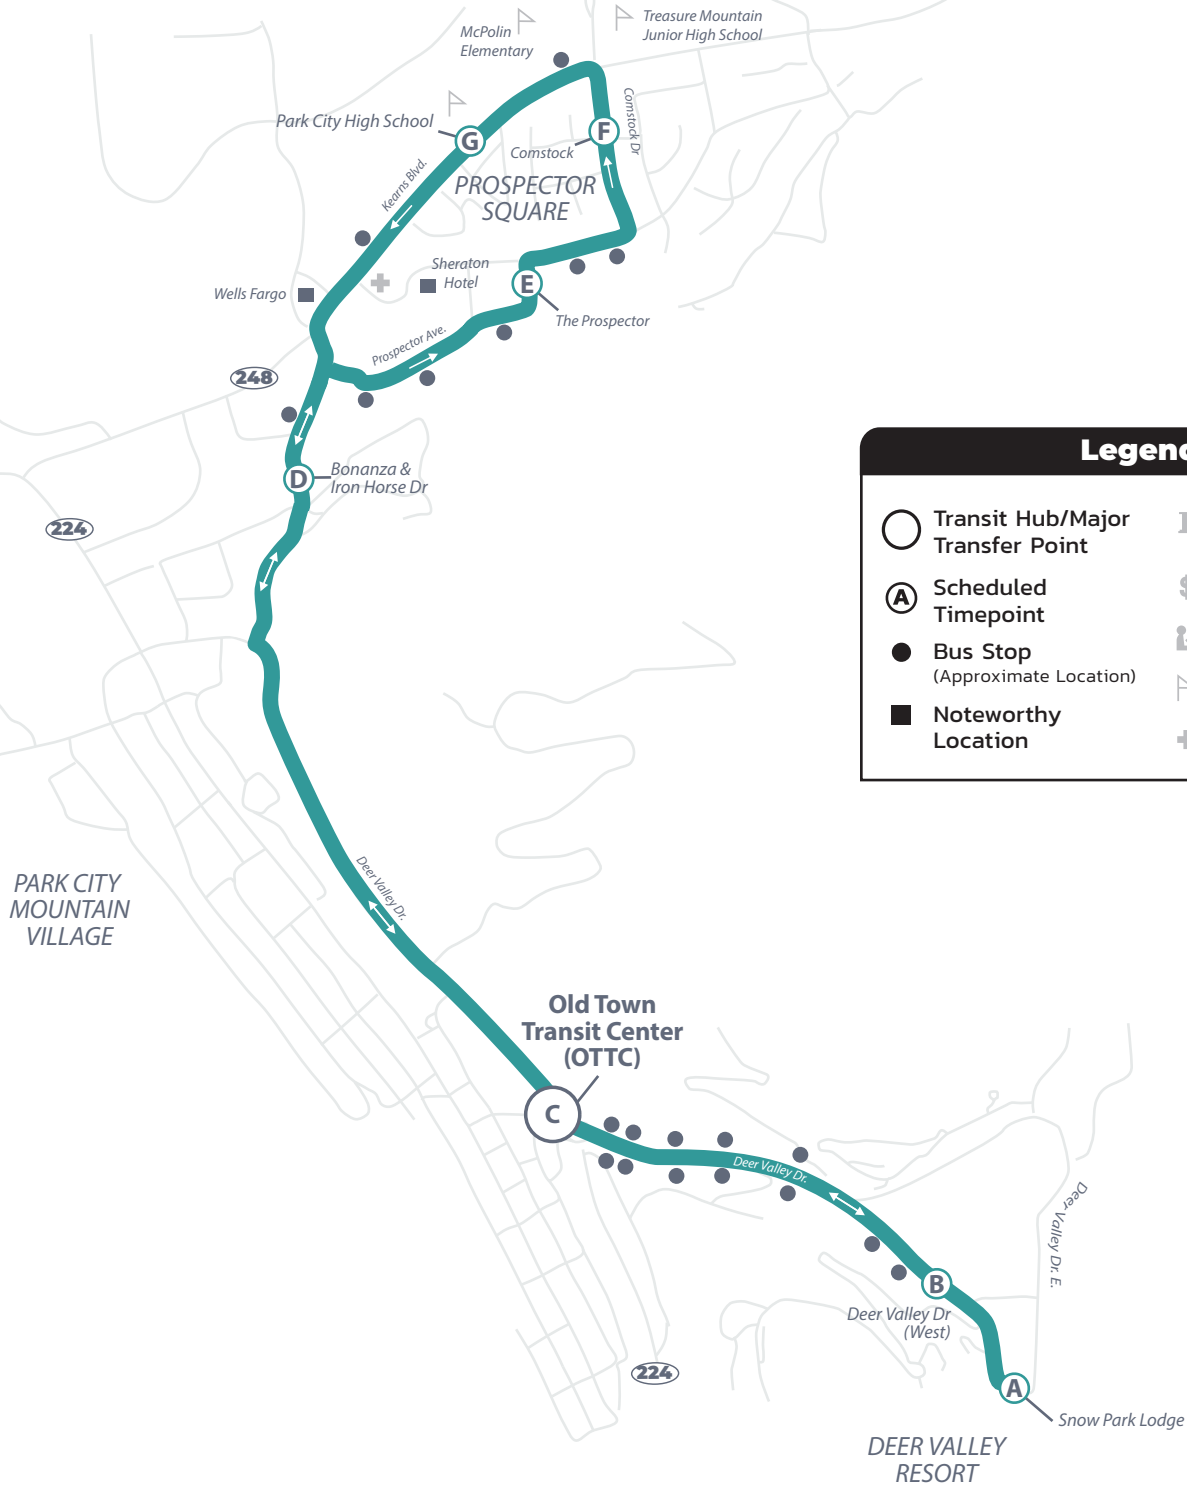 McPolin
Elementary
Treasure Mountain
Junior High School
Park City High School
G
F
Comstock Dr
Comstock
Kearns Blvd.
PROSPECTOR
SQUARE
Sheraton
Hotel
Wells Fargo
E
The Prospector
Prospector Ave.
248
D
Bonanza &
Iron Horse Dr
224
Legend
Transit Hub/Major
Transfer Point
A
Scheduled
Timepoint
Bus Stop
(Approximate Location)
Noteworthy
Location
$
PARK CITY
MOUNTAIN
VILLAGE
Deer Valley Dr.
Old Town
Transit Center
(OTTC)
C
Deer Valley Dr.
Deer Valley Dr. E.
B
Deer Valley Dr
(West)
224
A
Snow Park Lodge
DEER VALLEY
RESORT